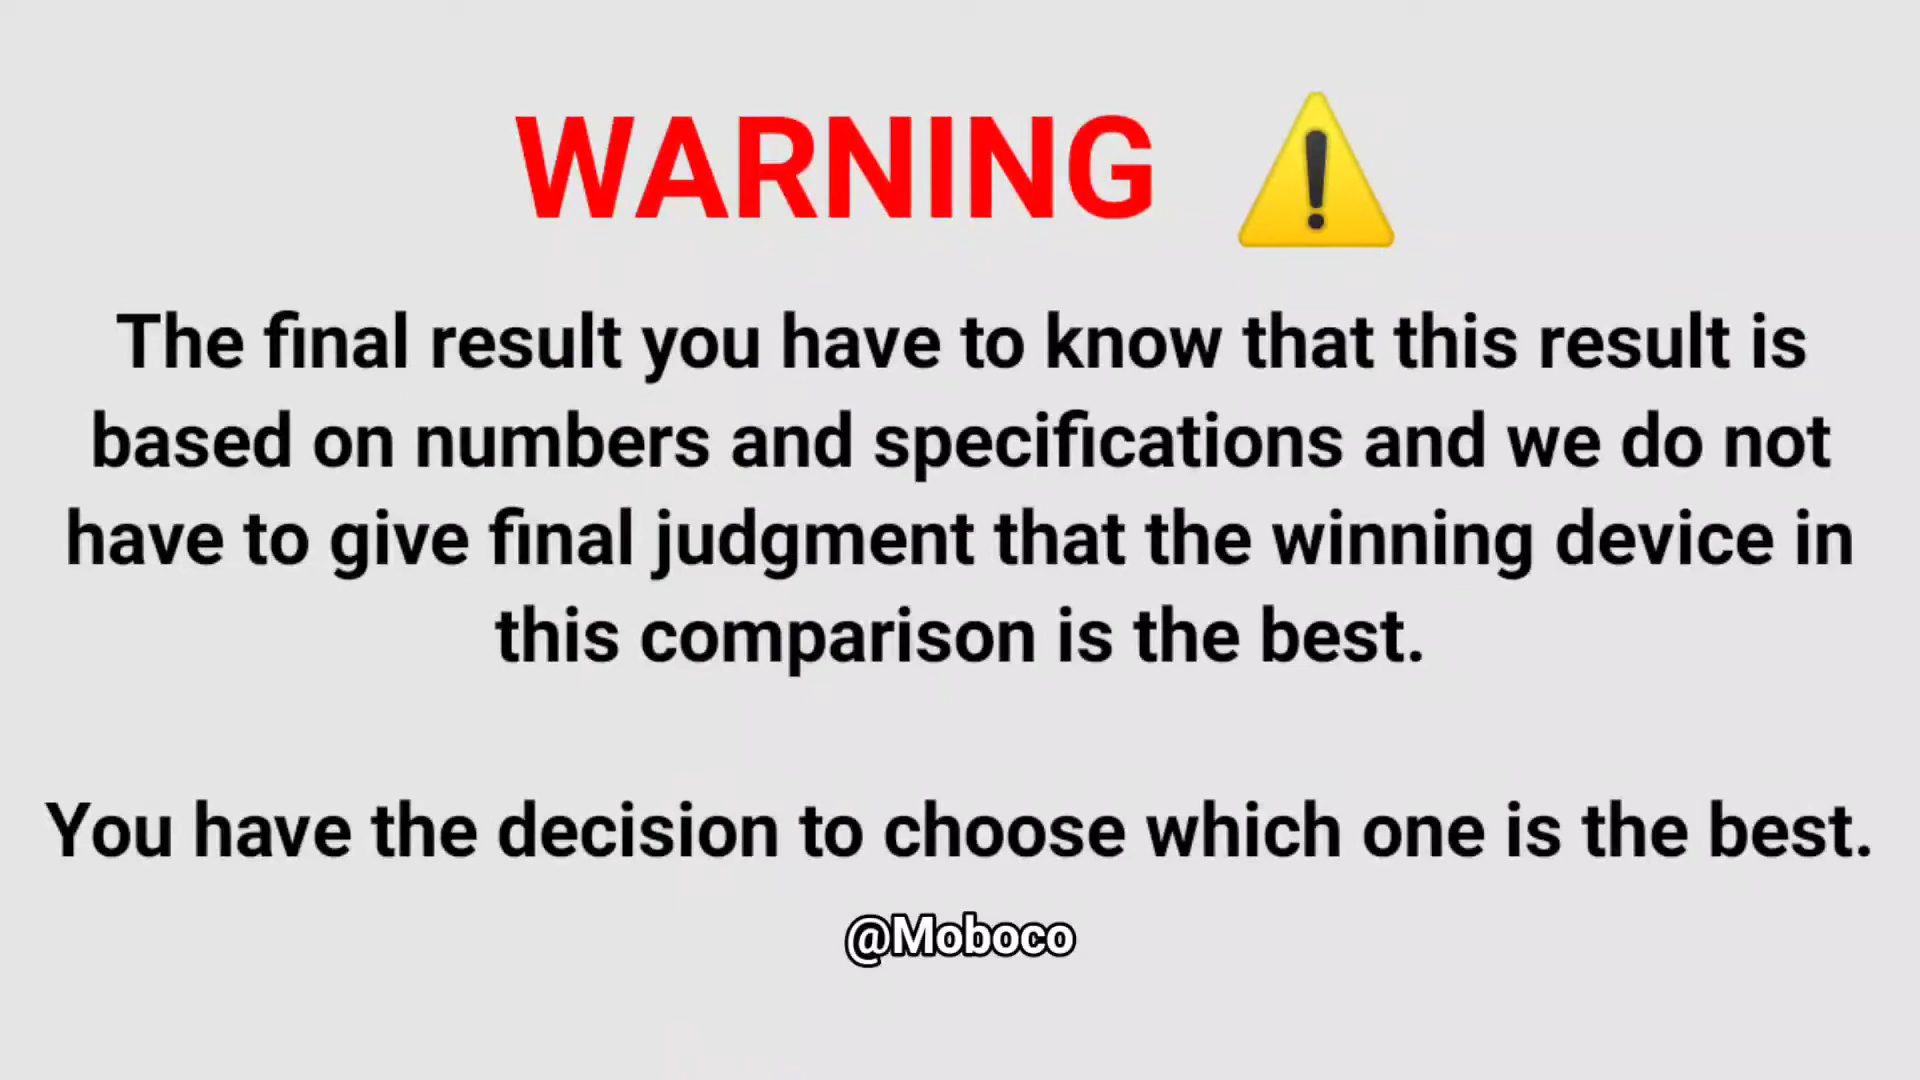 WARNING ⚠️
The final result you have to know that this result is
based on numbers and specifications and we do not
have to give final judgment that the winning device in
this comparison is the best.
You have the decision to choose which one is the best.
@Moboco